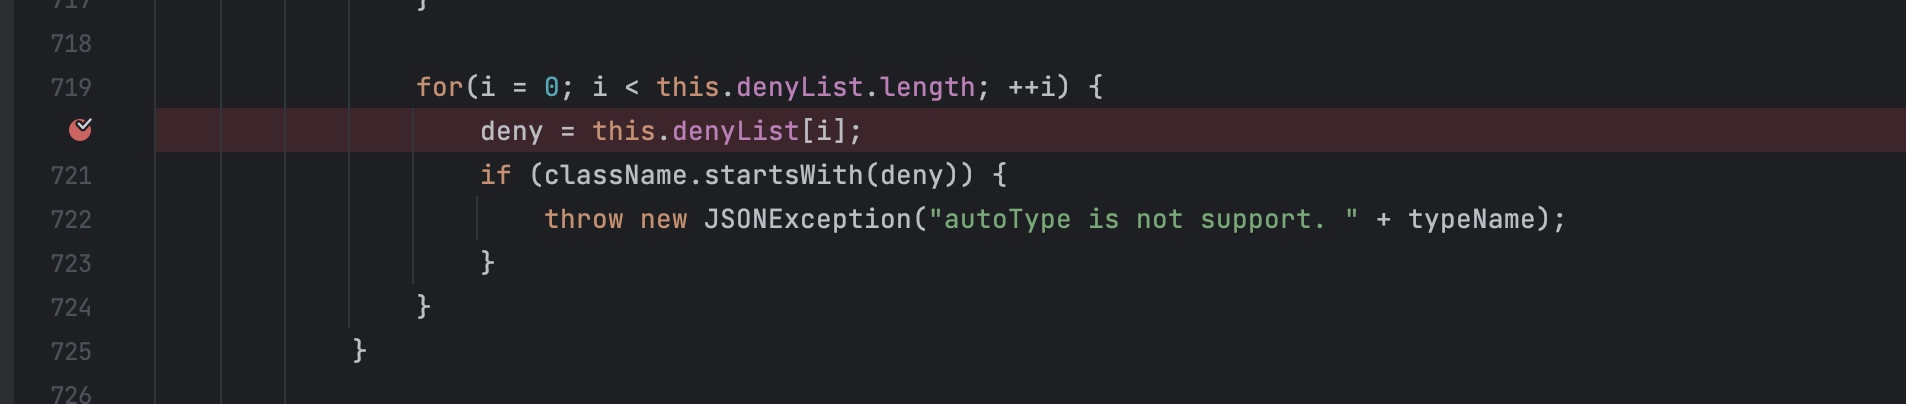 717 }
718
719 for(i = 0; i < this.denyList.length; ++i) {
deny = this.denyList[i];
721 if (className.startsWith(deny)) {
722 throw new JSONException("autoType is not support. " + typeName);
723 }
724 }
725 }
726